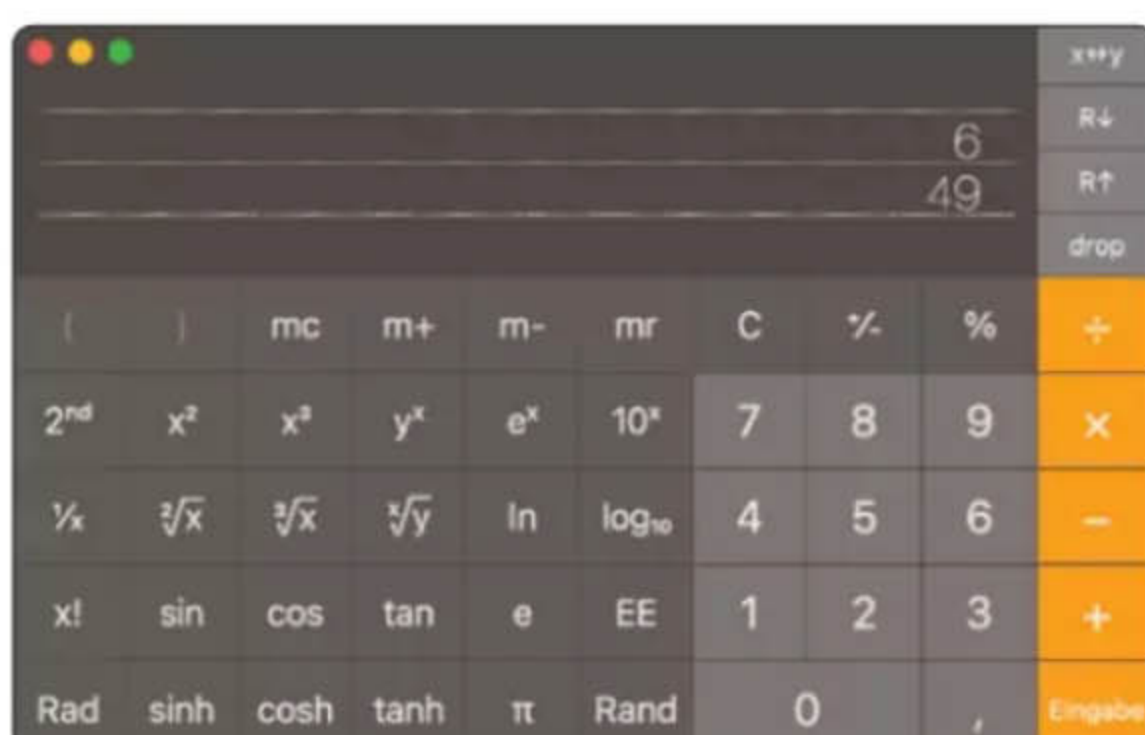 x↔y
R↓
6
R↑
49
drop
( ) mc m+ m- mr C ⁺∕₋ % ÷
2ⁿᵈ x² x³ yˣ eˣ 10ˣ 7 8 9 ×
¹∕ₓ ²√x ³√x ˣ√y ln log₁₀ 4 5 6 −
x! sin cos tan e EE 1 2 3 +
Rad sinh cosh tanh π Rand 0 , Eingabe